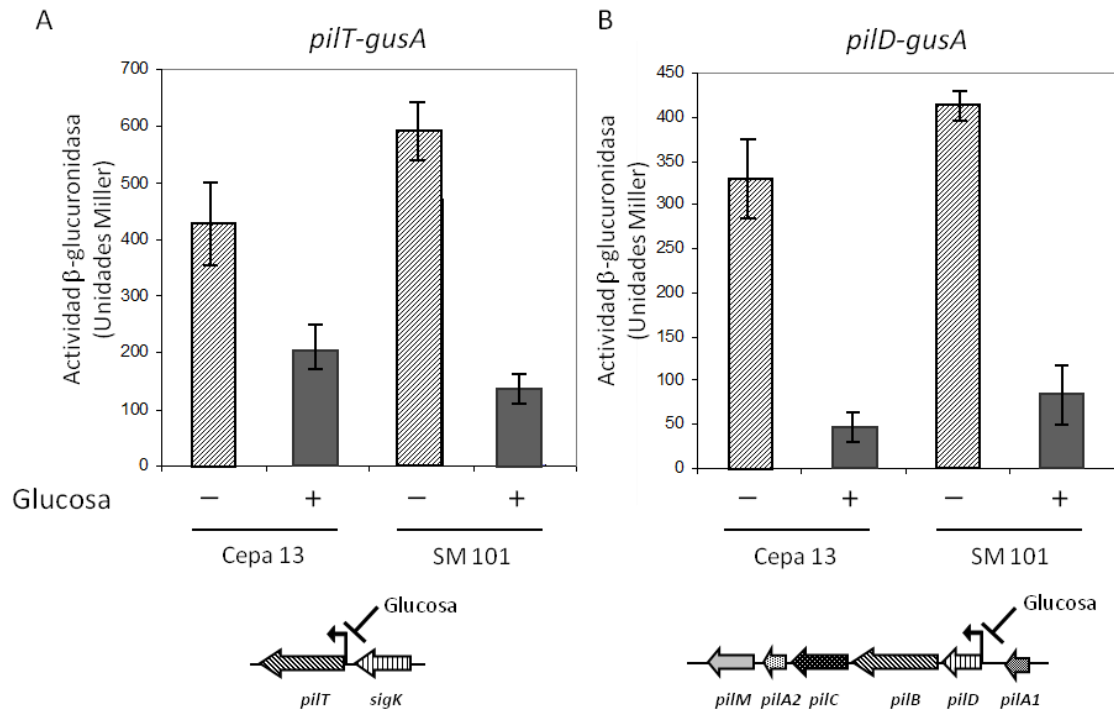 A
pilT-gusA
Actividad β-glucuronidasa
(Unidades Miller)
700
600
500
400
300
200
100
0
Glucosa
– + – +
Cepa 13 SM 101
Glucosa
pilT sigK
B
pilD-gusA
Actividad β-glucuronidasa
(Unidades Miller)
450
400
350
300
250
200
150
100
50
0
– + – +
Cepa 13 SM 101
Glucosa
pilM pilA2 pilC pilB pilD pilA1